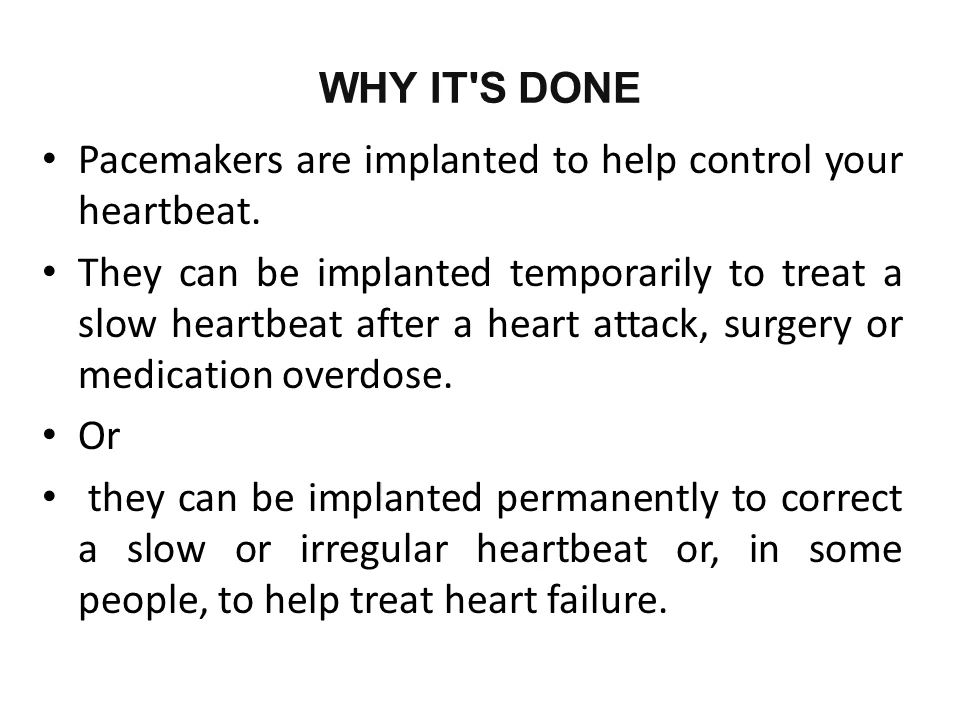 WHY IT'S DONE
• Pacemakers are implanted to help control your
heartbeat.
• They can be implanted temporarily to treat a
slow heartbeat after a heart attack, surgery or
medication overdose.
• Or
• they can be implanted permanently to correct
a slow or irregular heartbeat or, in some
people, to help treat heart failure.